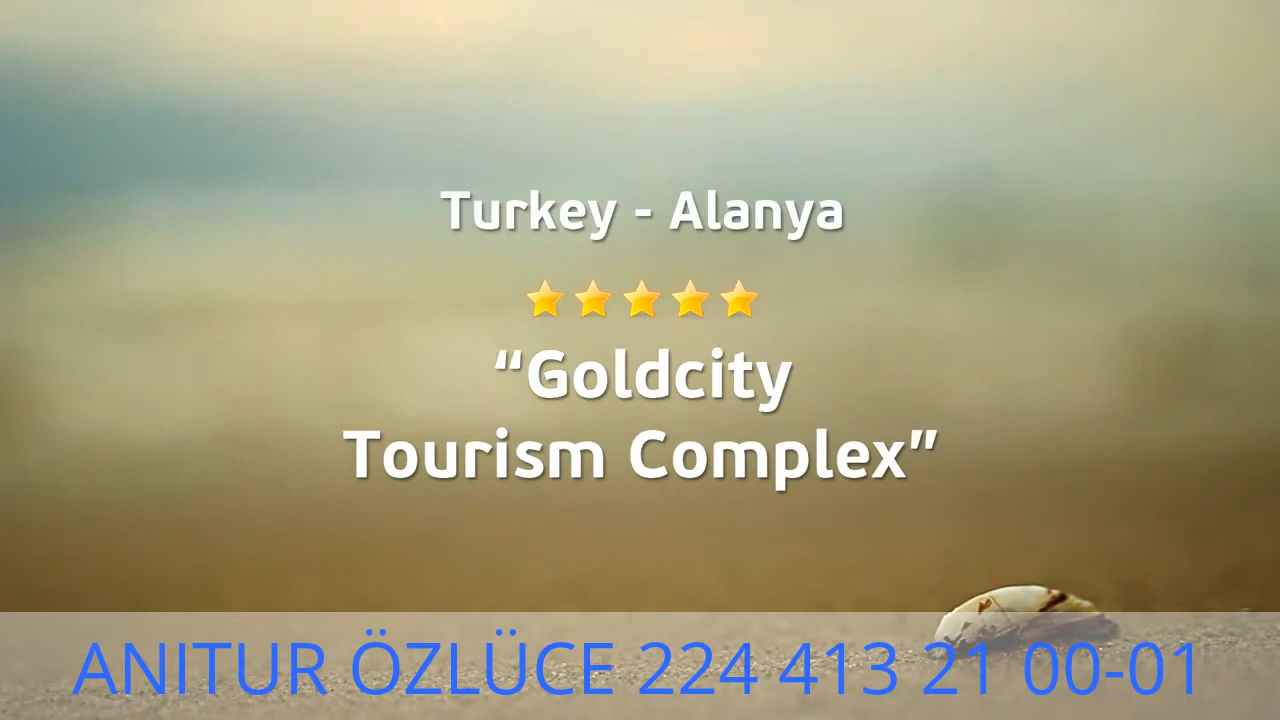 Turkey - Alanya
“Goldcity
Tourism Complex”
ANITUR ÖZLÜCE 224 413 21 00-01